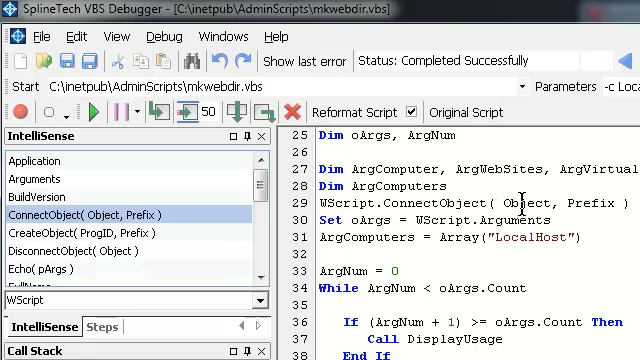 SplineTech VBS Debugger - [C:\inetpub\AdminScripts\mkwebdir.vbs]
File Edit View Debug Windows Help
Show last error Status: Completed Successfully
Start C:\inetpub\AdminScripts\mkwebdir.vbs Parameters -c Loca
50 Reformat Script Original Script
IntelliSense
Application
Arguments
BuildVersion
ConnectObject( Object, Prefix )
CreateObject( ProgID, Prefix )
DisconnectObject( Object )
Echo( pArgs )
WScript
IntelliSense Steps
Call Stack
25 Dim oArgs, ArgNum
26
27 Dim ArgComputer, ArgWebSites, ArgVirtual
28 Dim ArgComputers
29 WScript.ConnectObject( Object, Prefix )
30 Set oArgs = WScript.Arguments
31 ArgComputers = Array("LocalHost")
32
33 ArgNum = 0
34 While ArgNum < oArgs.Count
35
36 If (ArgNum + 1) >= oArgs.Count Then
37 Call DisplayUsage
38 End If